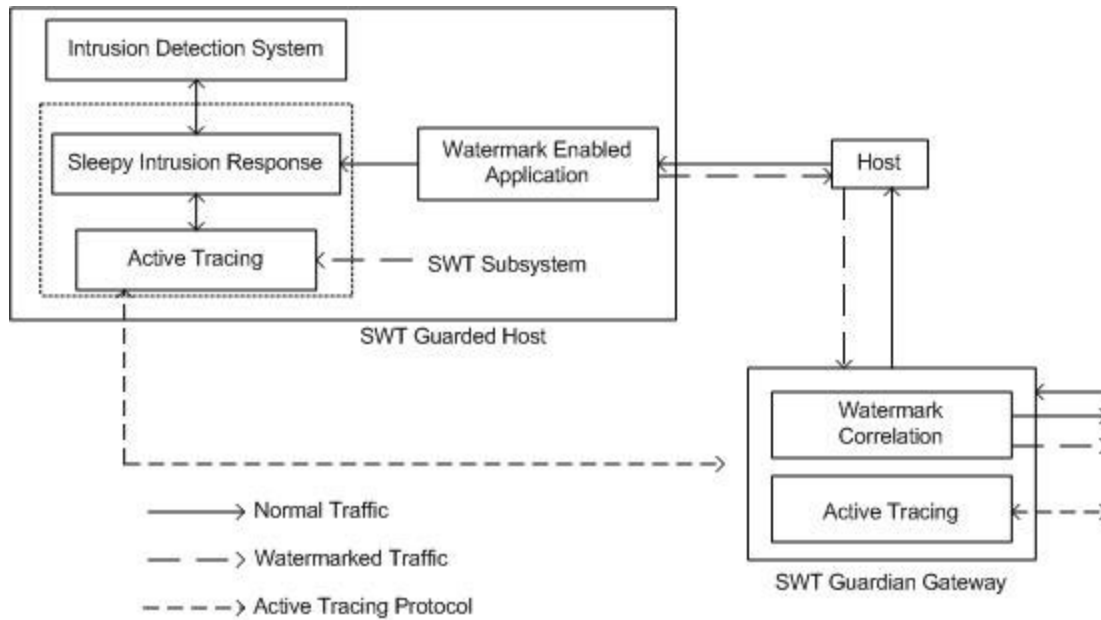 Intrusion Detection System
Sleepy Intrusion Response
Watermark Enabled
Application
Host
Active Tracing
SWT Subsystem
SWT Guarded Host
Watermark
Correlation
Active Tracing
SWT Guardian Gateway
Normal Traffic
Watermarked Traffic
Active Tracing Protocol